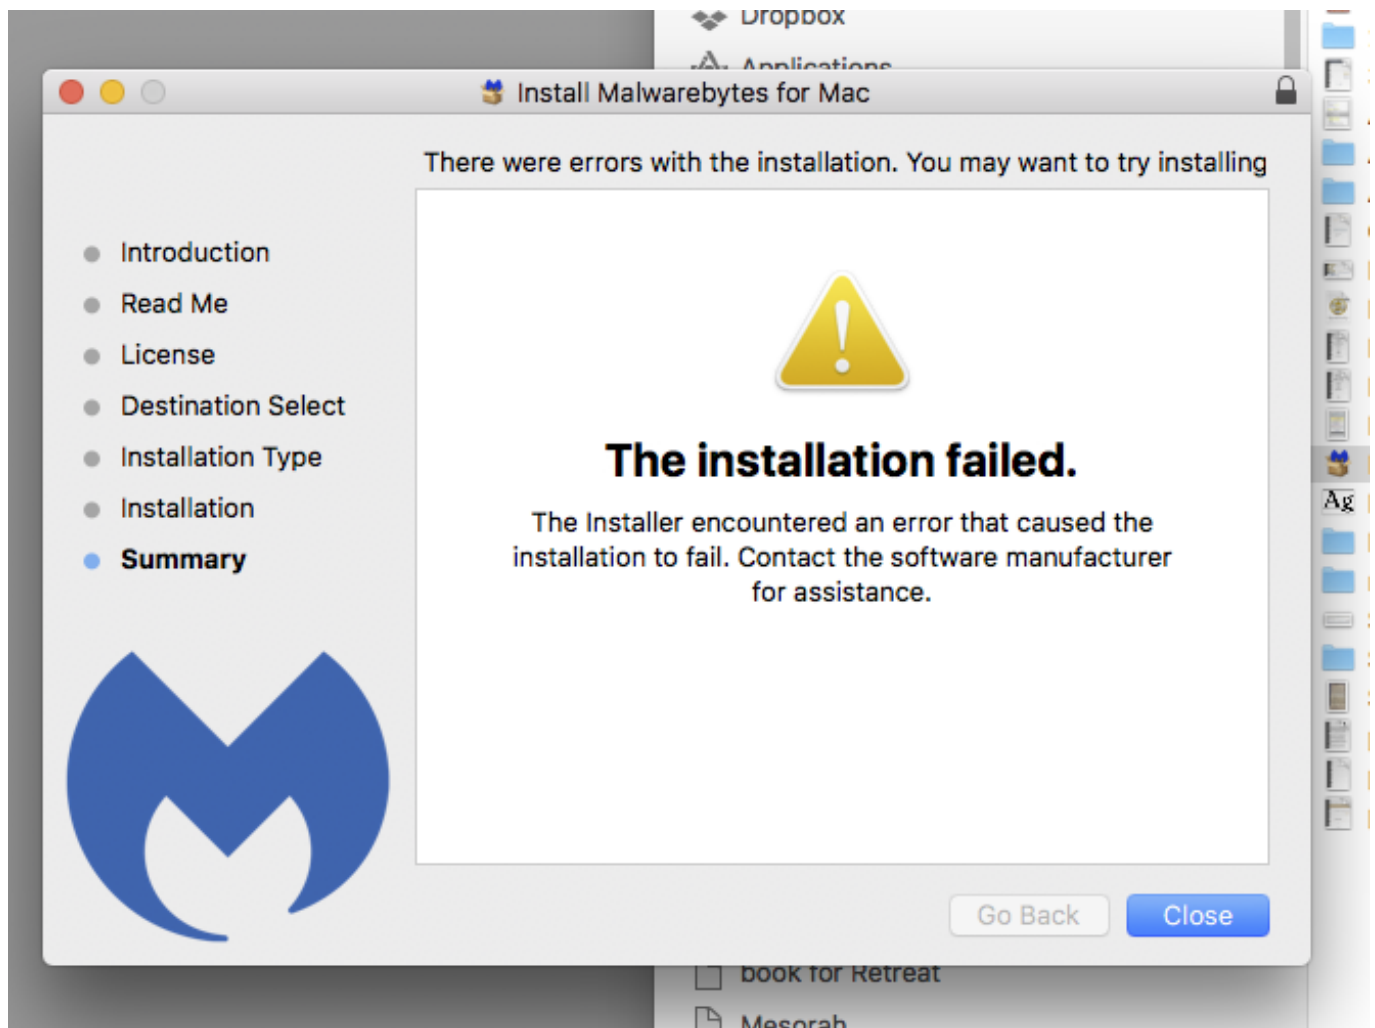 Dropbox
Applications
Install Malwarebytes for Mac
There were errors with the installation. You may want to try installing
Introduction
Read Me
License
Destination Select
Installation Type
Installation
Summary
The installation failed.
The Installer encountered an error that caused the
installation to fail. Contact the software manufacturer
for assistance.
Ag
Go Back
Close
book for Retreat
Mesorah